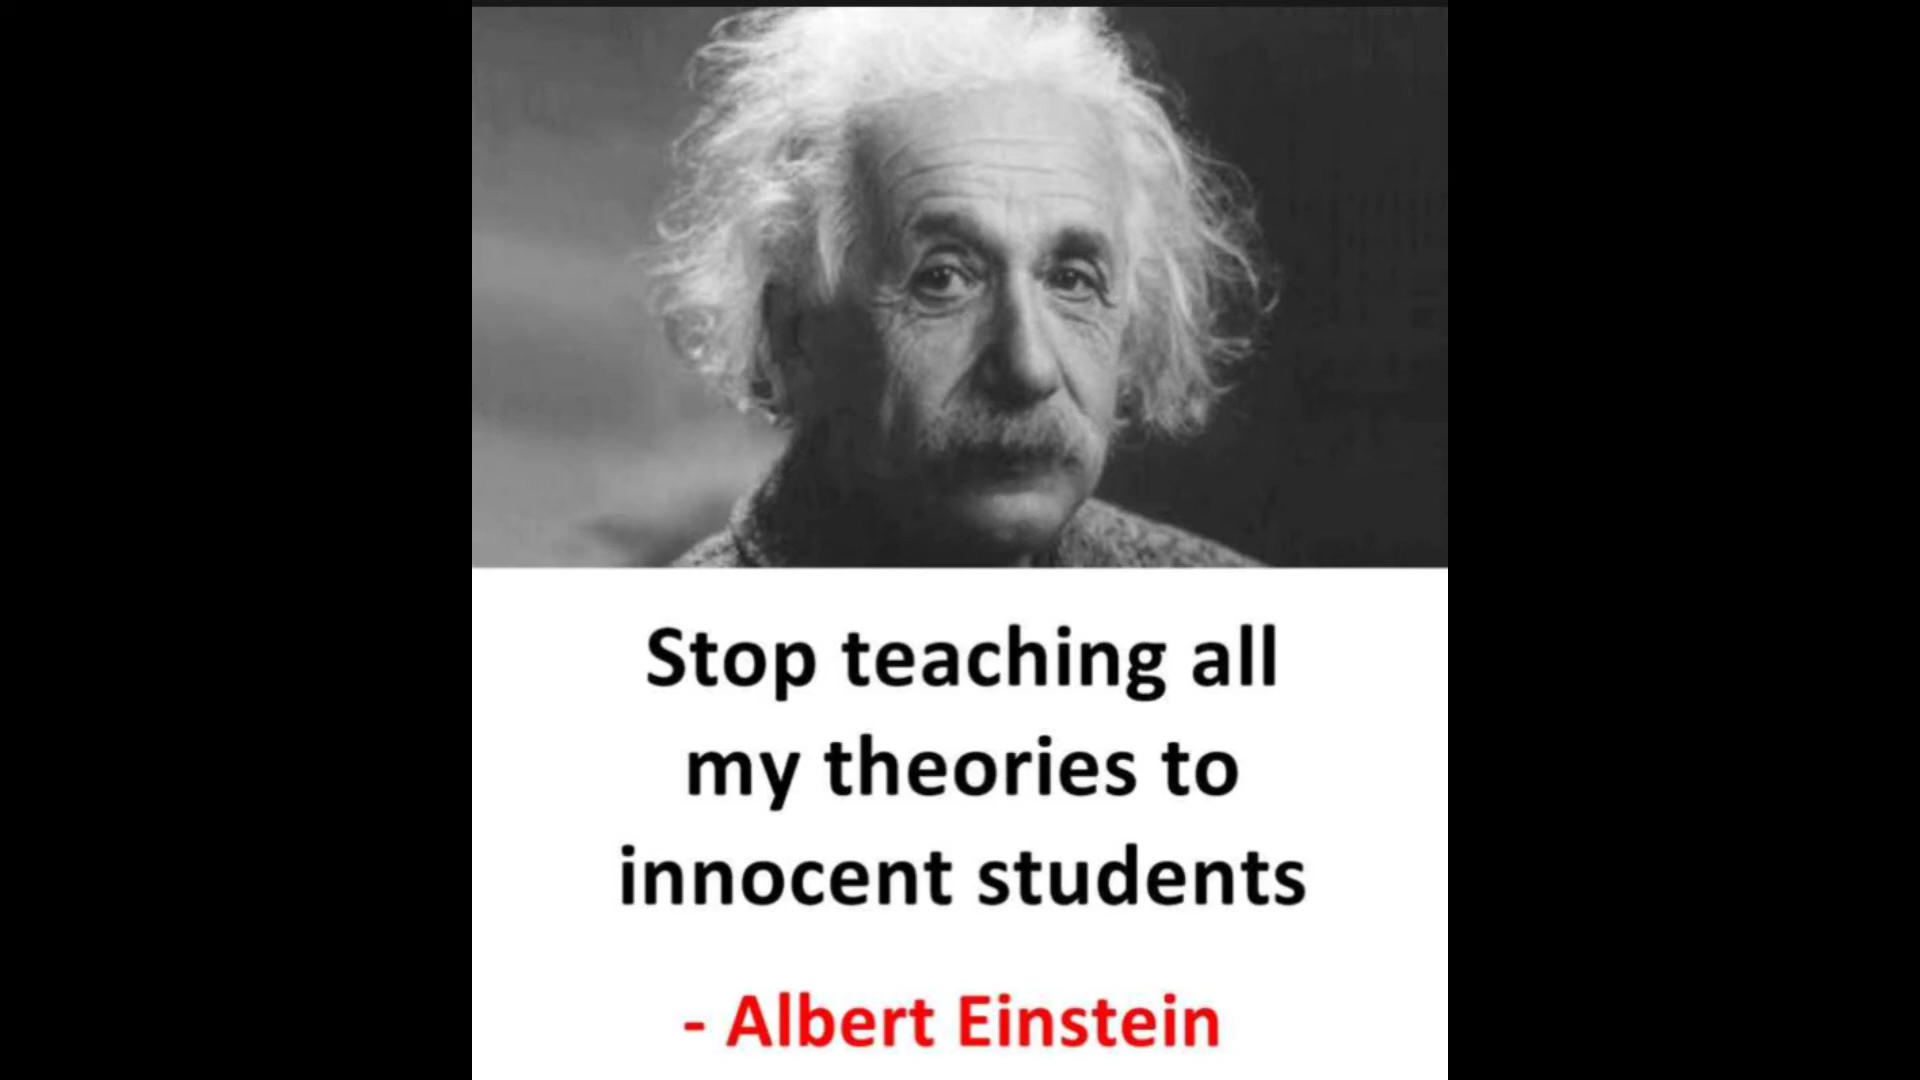 Stop teaching all
my theories to
innocent students
- Albert Einstein